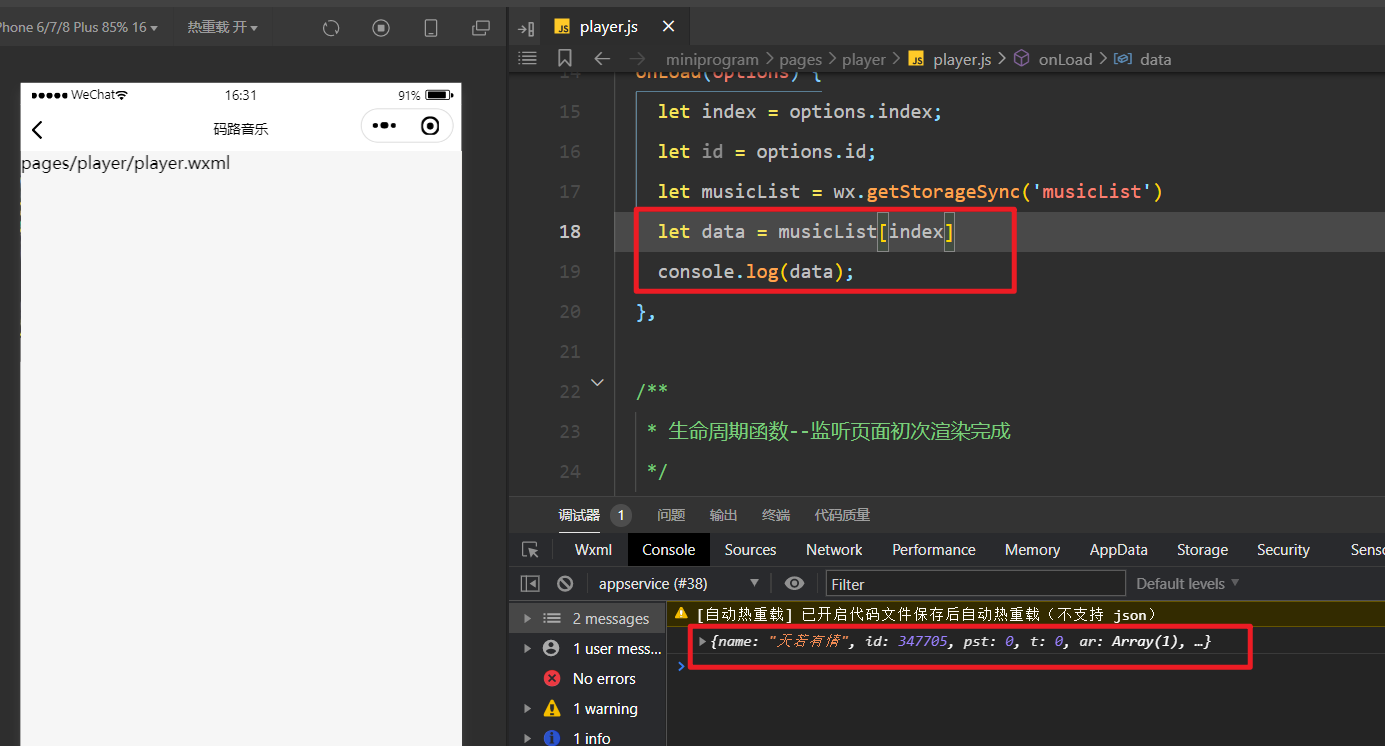 Phone 6/7/8 Plus 85% 16
热重载 开
WeChat
16:31
91%
码路音乐
pages/player/player.wxml
JS player.js
miniprogram pages player JS player.js onLoad data
14 onLoad(options) {
15 let index = options.index;
16 let id = options.id;
17 let musicList = wx.getStorageSync('musicList')
18 let data = musicList[index]
19 console.log(data);
20 },
21
22 /**
23 * 生命周期函数--监听页面初次渲染完成
24 */
调试器 1 问题 输出 终端 代码质量
Wxml Console Sources Network Performance Memory AppData Storage Security Senso
appservice (#38) Filter Default levels
2 messages
1 user mess...
No errors
1 warning
1 info
[自动热重载] 已开启代码文件保存后自动热重载（不支持 json）
{name: "天若有情", id: 347705, pst: 0, t: 0, ar: Array(1), …}